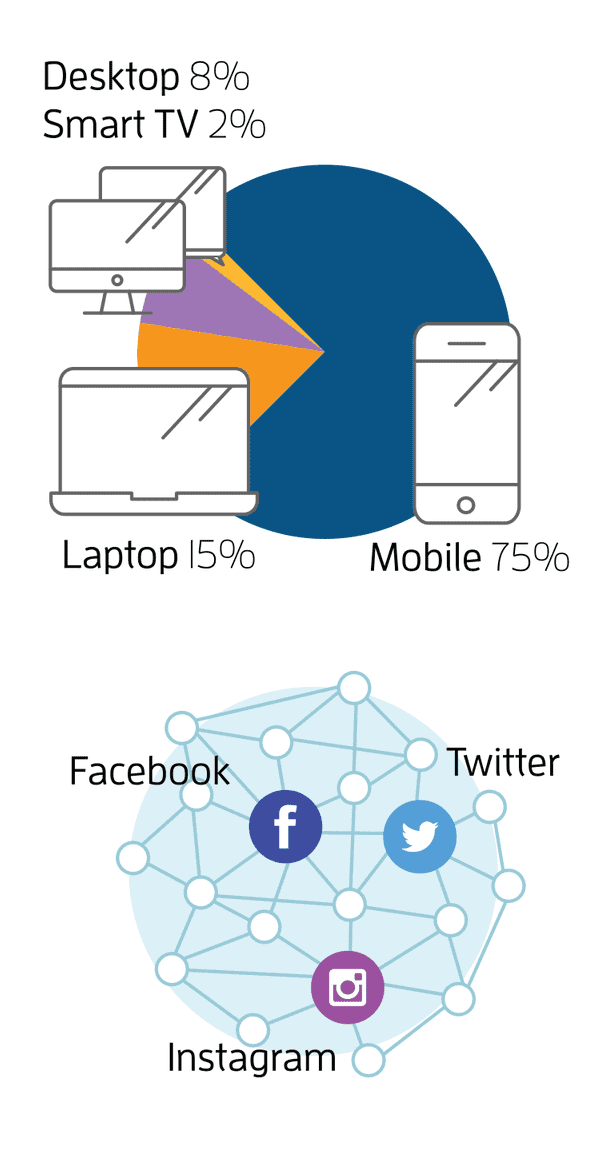 Desktop 8%
Smart TV 2%
Laptop 15%
Mobile 75%
Facebook
Twitter
f
Instagram